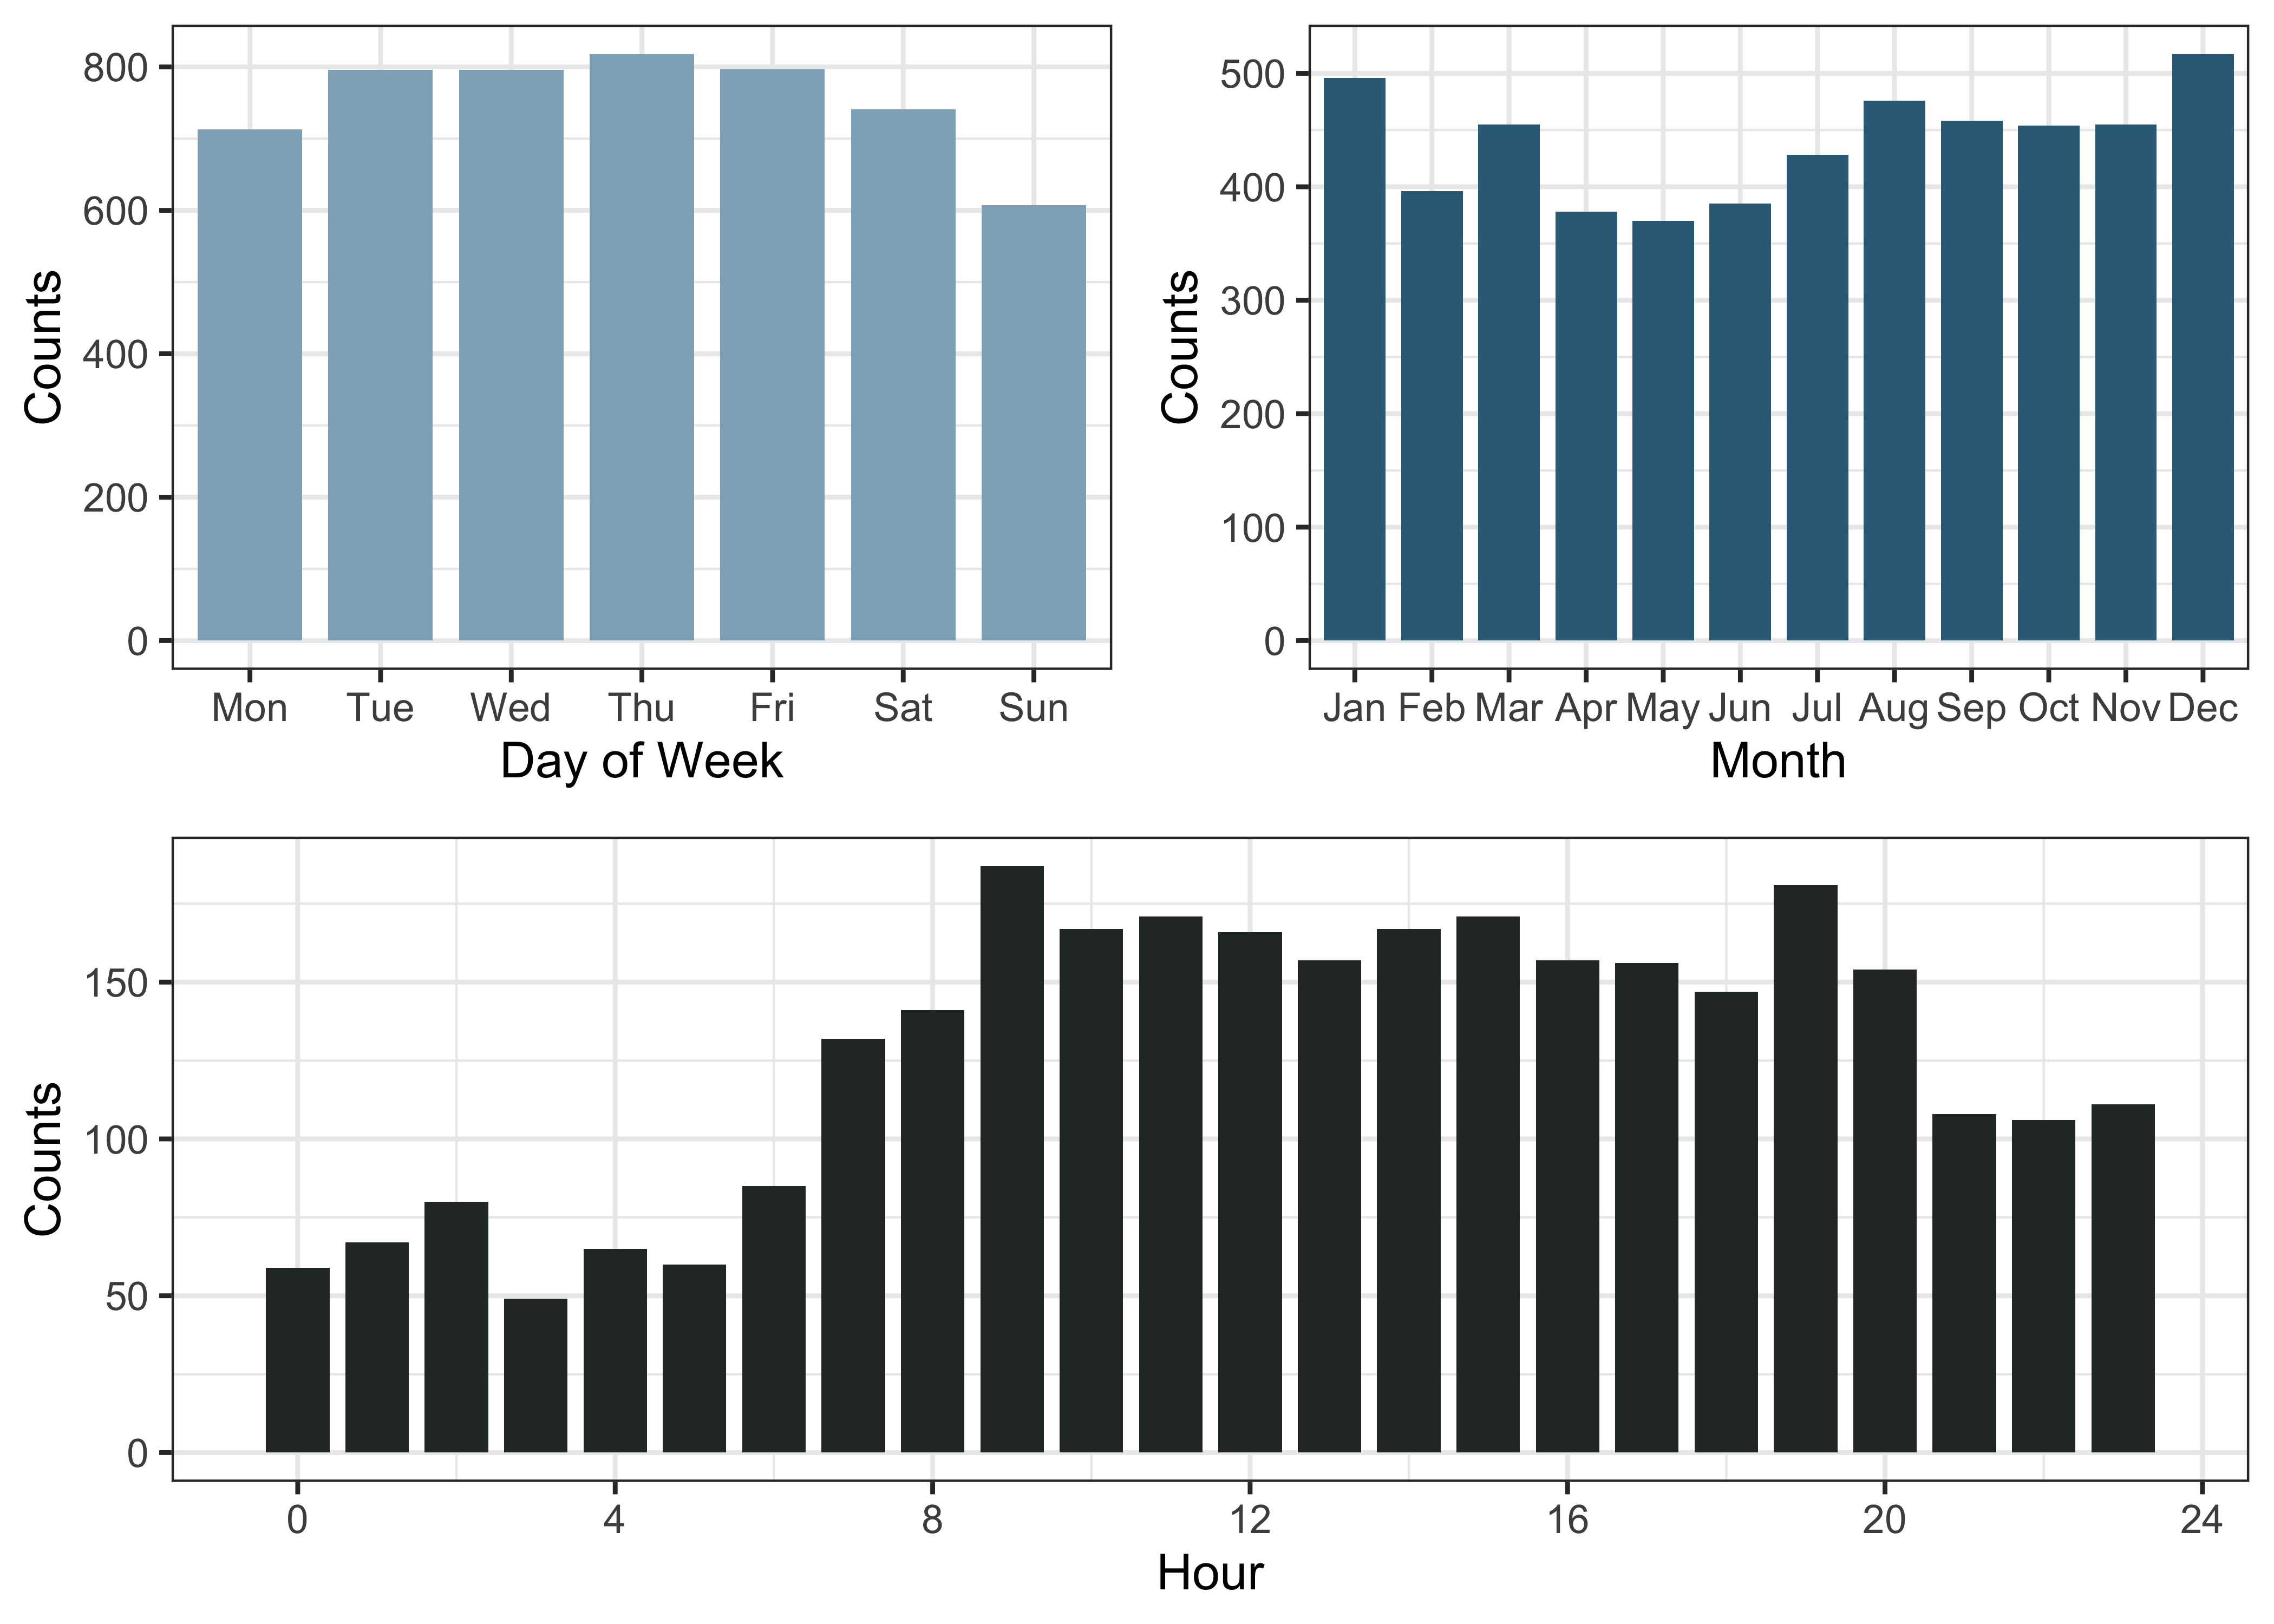 Counts
800
600
400
200
0
Mon Tue Wed Thu Fri Sat Sun
Day of Week
Counts
500
400
300
200
100
0
Jan Feb Mar Apr May Jun Jul Aug Sep Oct Nov Dec
Month
Counts
150
100
50
0
0 4 8 12 16 20 24
Hour